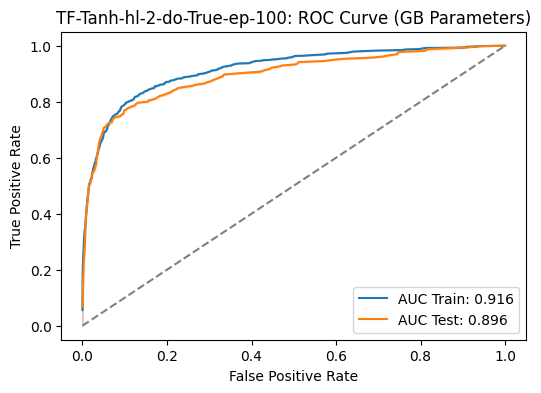 TF-Tanh-hl-2-do-True-ep-100: ROC Curve (GB Parameters)
True Positive Rate
1.0
0.8
0.6
0.4
0.2
0.0
AUC Train: 0.916
AUC Test: 0.896
0.0 0.2 0.4 0.6 0.8 1.0
False Positive Rate